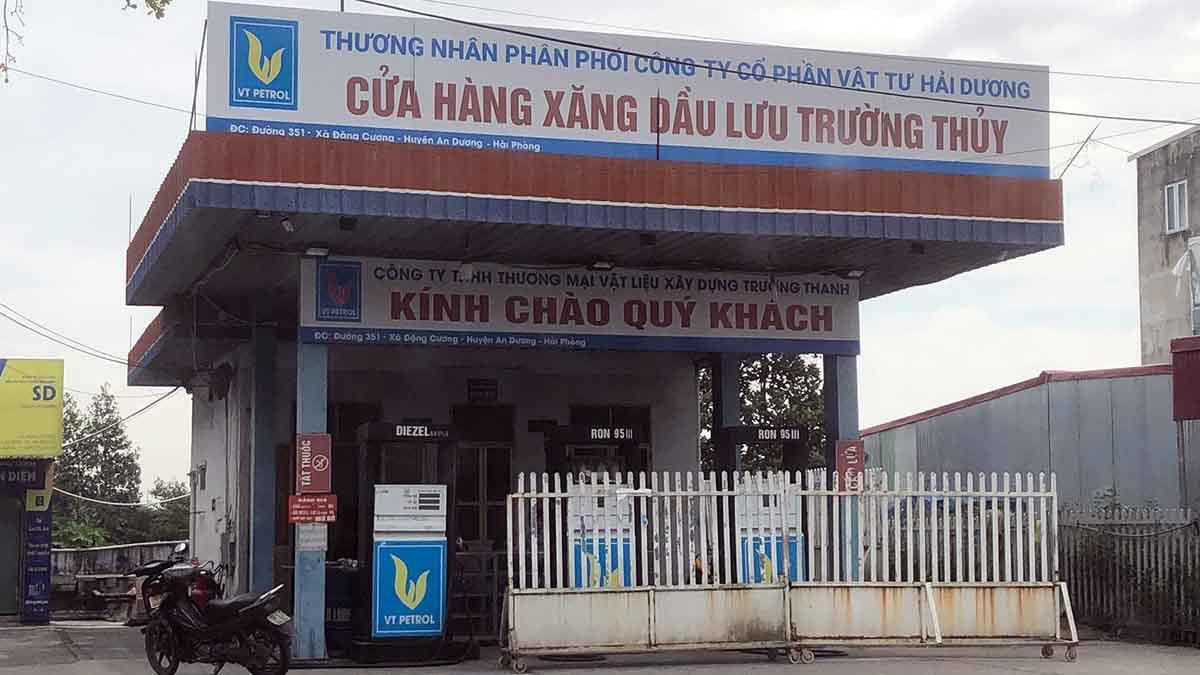 THƯƠNG NHÂN PHÂN PHỐI CÔNG TY CỔ PHẦN VẬT TƯ HẢI DƯƠNG
VT PETROL
CỬA HÀNG XĂNG DẦU LƯU TRƯỜNG THỦY
ĐC: Đường 351 - Xã Đặng Cương - Huyện An Dương - Hải Phòng
CÔNG TY TNHH THƯƠNG MẠI VẬT LIỆU XÂY DỰNG TRƯỜNG THANH
VT PETROL
KÍNH CHÀO QUÝ KHÁCH
ĐC: Đường 351 - Xã Đặng Cương - Huyện An Dương - Hải Phòng
SD
DIEZEL
RON 95III
RON 95III
TẮT THUỐC
VT PETROL